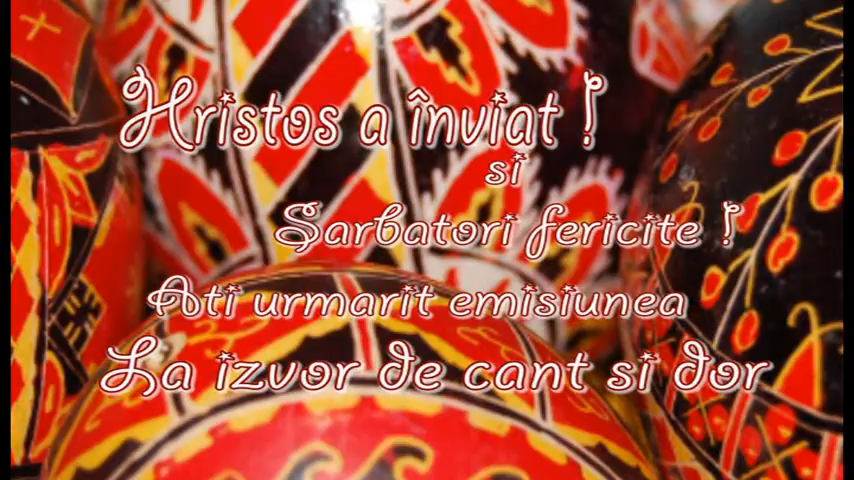 Hristos a înviat !
si
Sarbatori fericite !
Ati urmarit emisiunea
La izvor de cant si dor